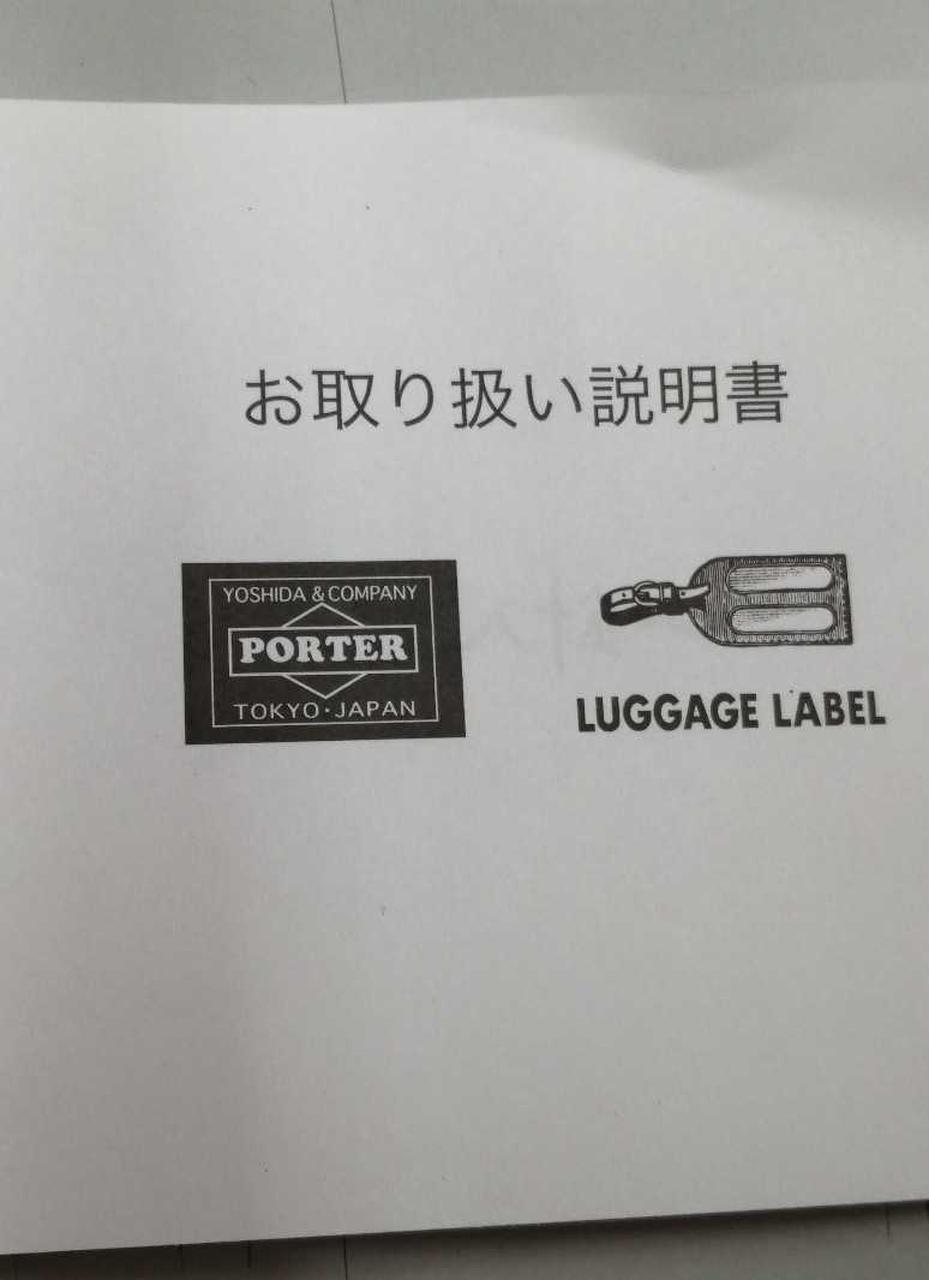 お取り扱い説明書
YOSHIDA & COMPANY
PORTER
TOKYO・JAPAN
LUGGAGE LABEL